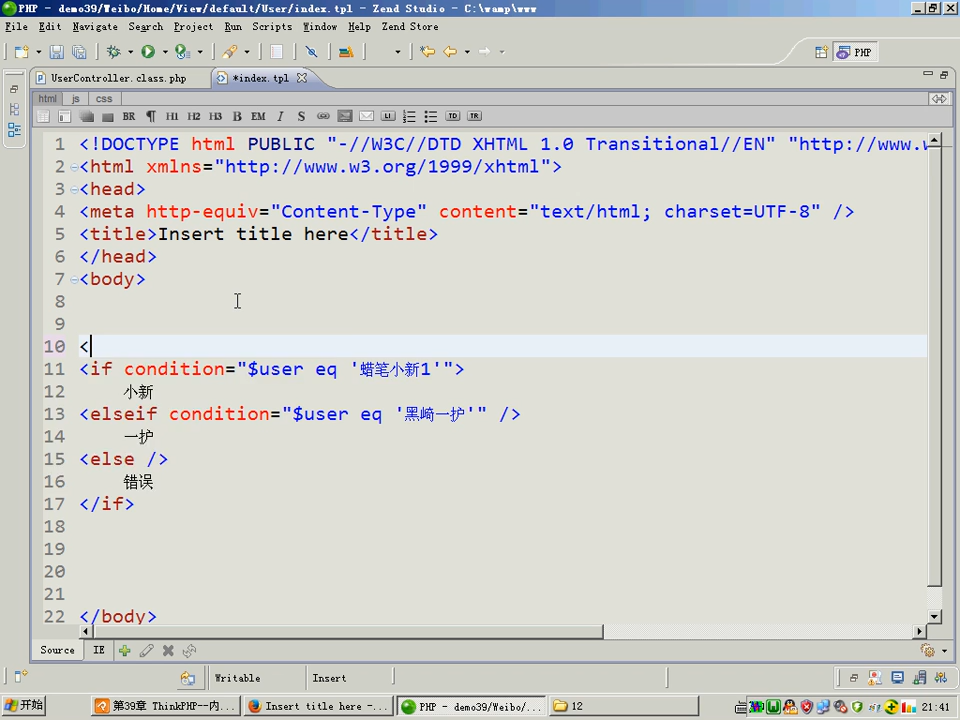 PHP - demo39/Weibo/Home/View/default/User/index.tpl - Zend Studio - C:\wamp\www
File Edit Navigate Search Project Run Scripts Window Help Zend Store
PHP
UserController.class.php *index.tpl
html js css
BR ¶ H1 H2 H3 B EM I S LI TD TR
1 <!DOCTYPE html PUBLIC "-//W3C//DTD XHTML 1.0 Transitional//EN" "http://www.w
2 <html xmlns="http://www.w3.org/1999/xhtml">
3 <head>
4 <meta http-equiv="Content-Type" content="text/html; charset=UTF-8" />
5 <title>Insert title here</title>
6 </head>
7 <body>
8
9
10 <
11 <if condition="$user eq '蜡笔小新1'">
12 小新
13 <elseif condition="$user eq '黑崎一护'" />
14 一护
15 <else />
16 错误
17 </if>
18
19
20
21
22 </body>
Source IE
Writable Insert
开始 第39章 ThinkPHP--内... Insert title here -... PHP - demo39/Weibo/... 12 21:41